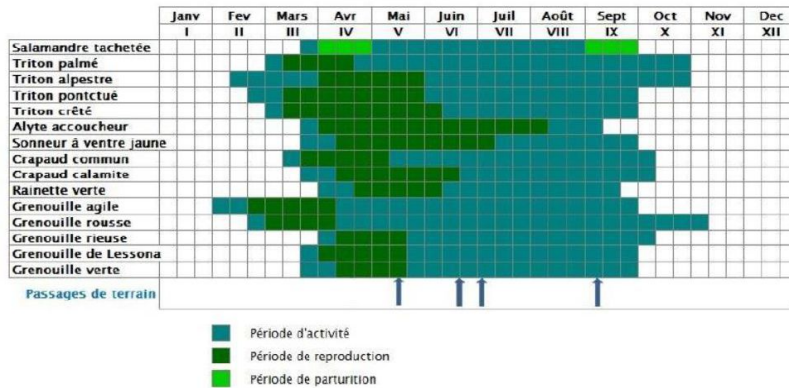 Janv Fev Mars Avr Mai Juin Juil Août Sept Oct Nov Dec
I II III IV V VI VII VIII IX X XI XII
Salamandre tachetée
Triton palmé
Triton alpestre
Triton pontctué
Triton crêté
Alyte accoucheur
Sonneur à ventre jaune
Crapaud commun
Crapaud calamite
Rainette verte
Grenouille agile
Grenouille rousse
Grenouille rieuse
Grenouille de Lessona
Grenouille verte
Passages de terrain
Période d'activité
Période de reproduction
Période de parturition